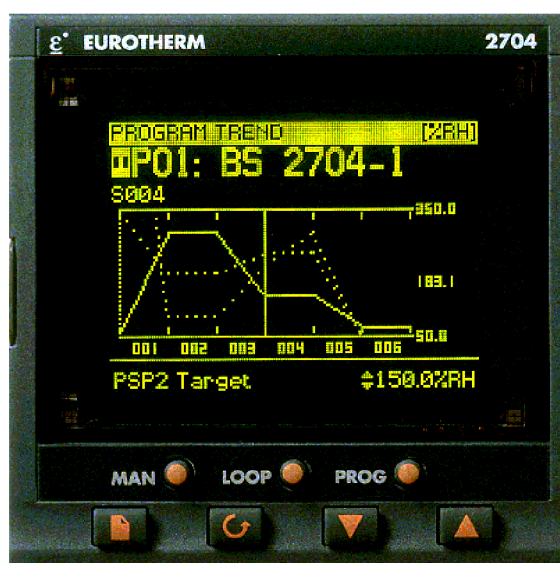 ε EUROTHERM 2704
PROGRAM TREND [%RH]
P01: BS 2704-1
S004
350.0
183.1
50.0
001 002 003 004 005 006
PSP2 Target 150.0%RH
MAN LOOP PROG